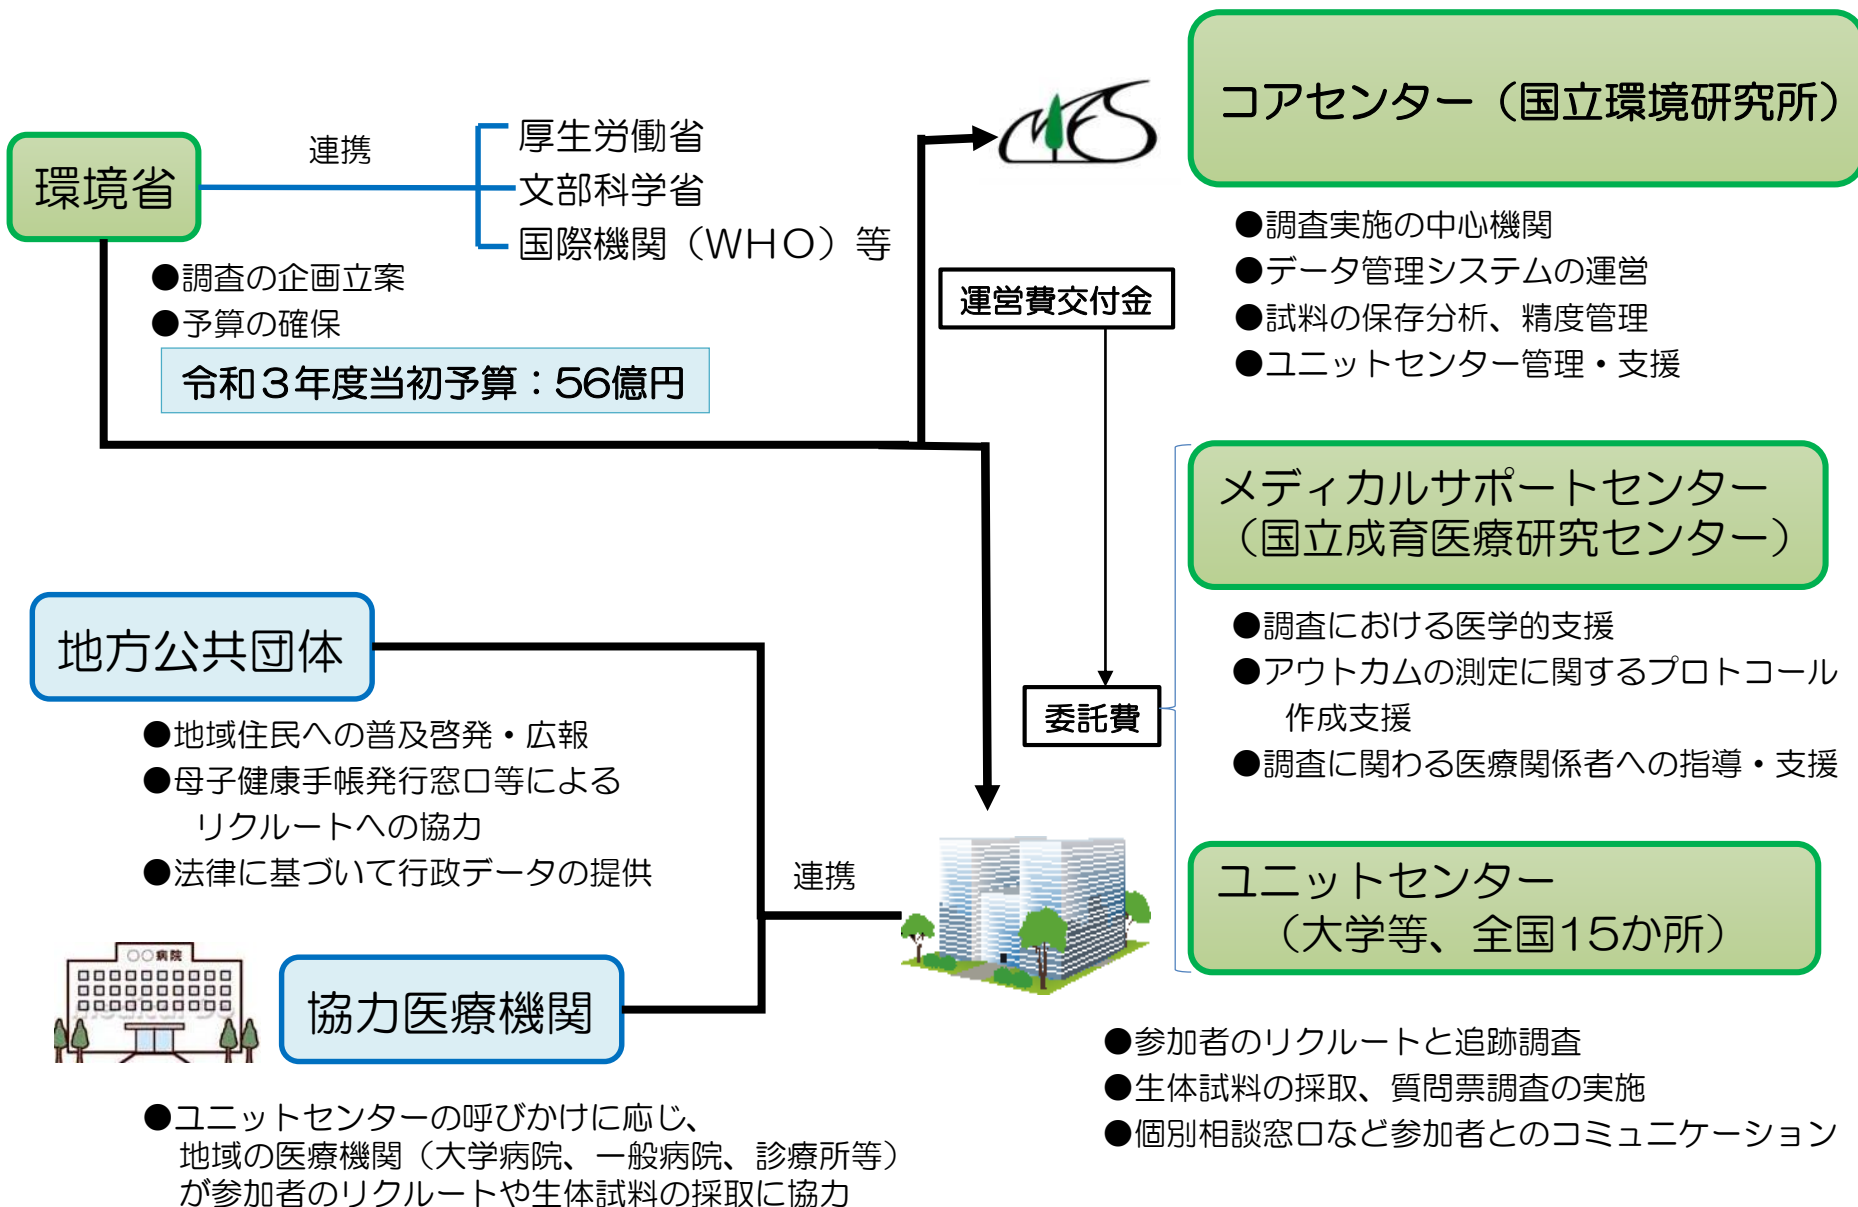 コアセンター（国立環境研究所）
環境省
連携
厚生労働省
文部科学省
国際機関（WHO）等
●調査の企画立案
●予算の確保
令和３年度当初予算：56億円
●調査実施の中心機関
●データ管理システムの運営
●試料の保存分析、精度管理
●ユニットセンター管理・支援
運営費交付金
委託費
メディカルサポートセンター
（国立成育医療研究センター）
●調査における医学的支援
●アウトカムの測定に関するプロトコール
作成支援
●調査に関わる医療関係者への指導・支援
地方公共団体
●地域住民への普及啓発・広報
●母子健康手帳発行窓口等による
リクルートへの協力
●法律に基づいて行政データの提供
連携
ユニットセンター
（大学等、全国15か所）
●参加者のリクルートと追跡調査
●生体試料の採取、質問票調査の実施
●個別相談窓口など参加者とのコミュニケーション
〇〇病院
協力医療機関
●ユニットセンターの呼びかけに応じ、
地域の医療機関（大学病院、一般病院、診療所等）
が参加者のリクルートや生体試料の採取に協力